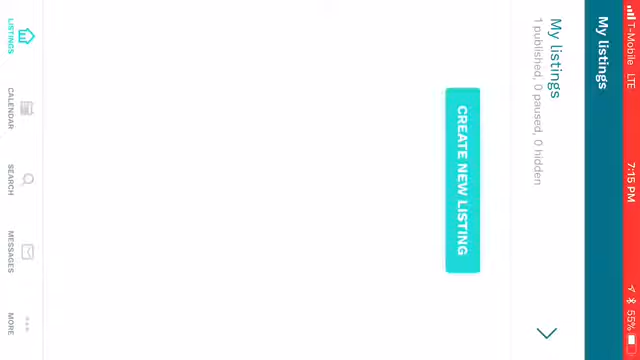 T-Mobile LTE 7:15 PM 55%
My listings
My listings
1 published, 0 paused, 0 hidden
CREATE NEW LISTING
LISTINGS CALENDAR SEARCH MESSAGES MORE